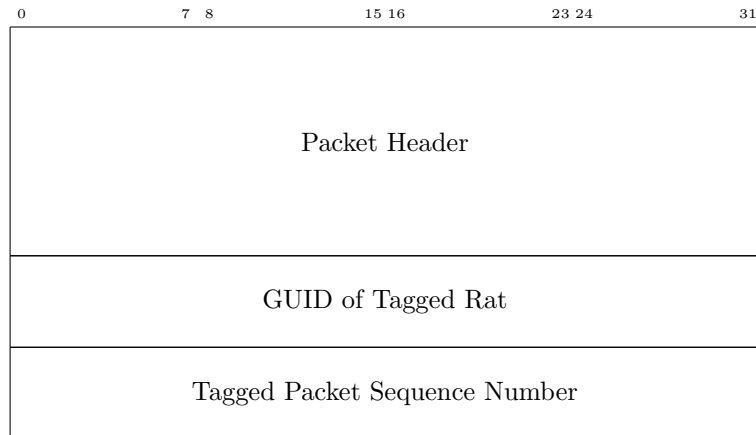 0 7 8 15 16 23 24 31
Packet Header
GUID of Tagged Rat
Tagged Packet Sequence Number